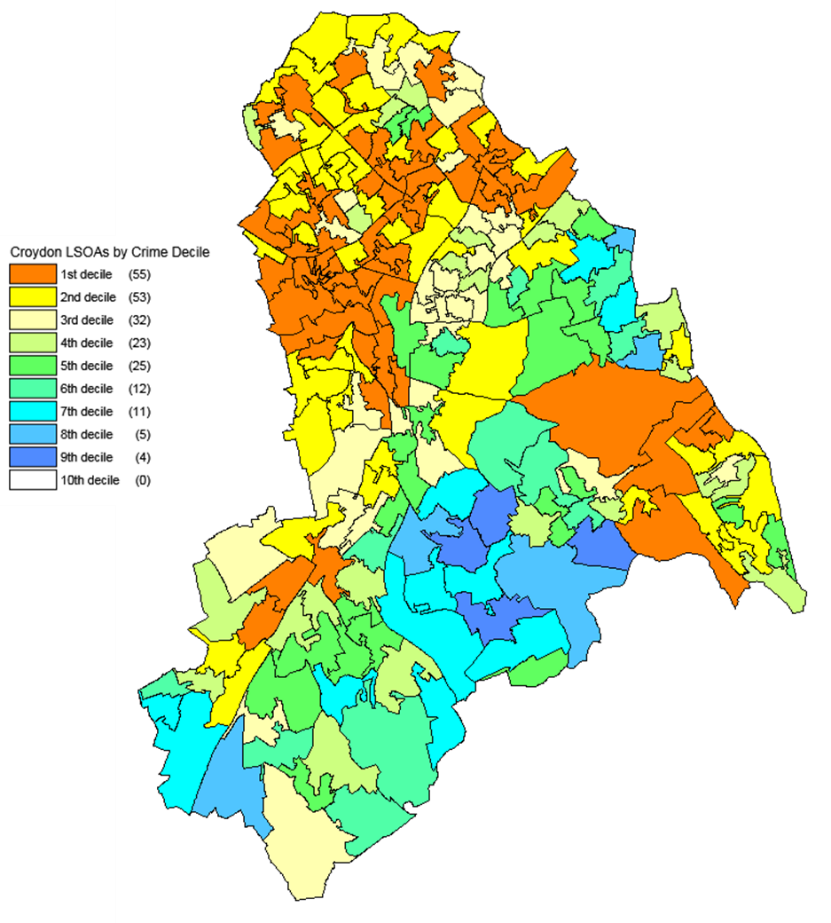 Croydon LSOAs by Crime Decile
1st decile (55)
2nd decile (53)
3rd decile (32)
4th decile (23)
5th decile (25)
6th decile (12)
7th decile (11)
8th decile (5)
9th decile (4)
10th decile (0)